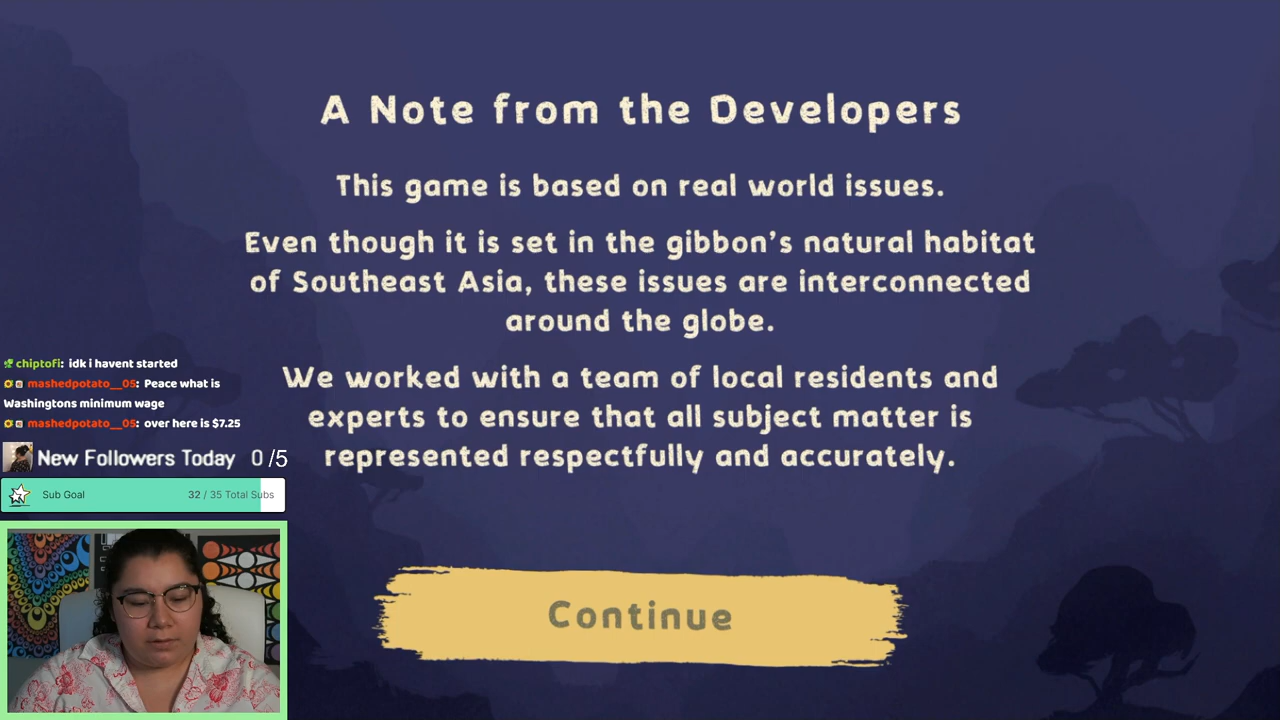 A Note from the Developers
This game is based on real world issues.
Even though it is set in the gibbon's natural habitat
of Southeast Asia, these issues are interconnected
around the globe.
We worked with a team of local residents and
experts to ensure that all subject matter is
represented respectfully and accurately.
Continue
chiptofi: idk i havent started
mashedpotato__05: Peace what is
Washingtons minimum wage
mashedpotato__05: over here is $7.25
New Followers Today 0 /5
Sub Goal 32 / 35 Total Subs